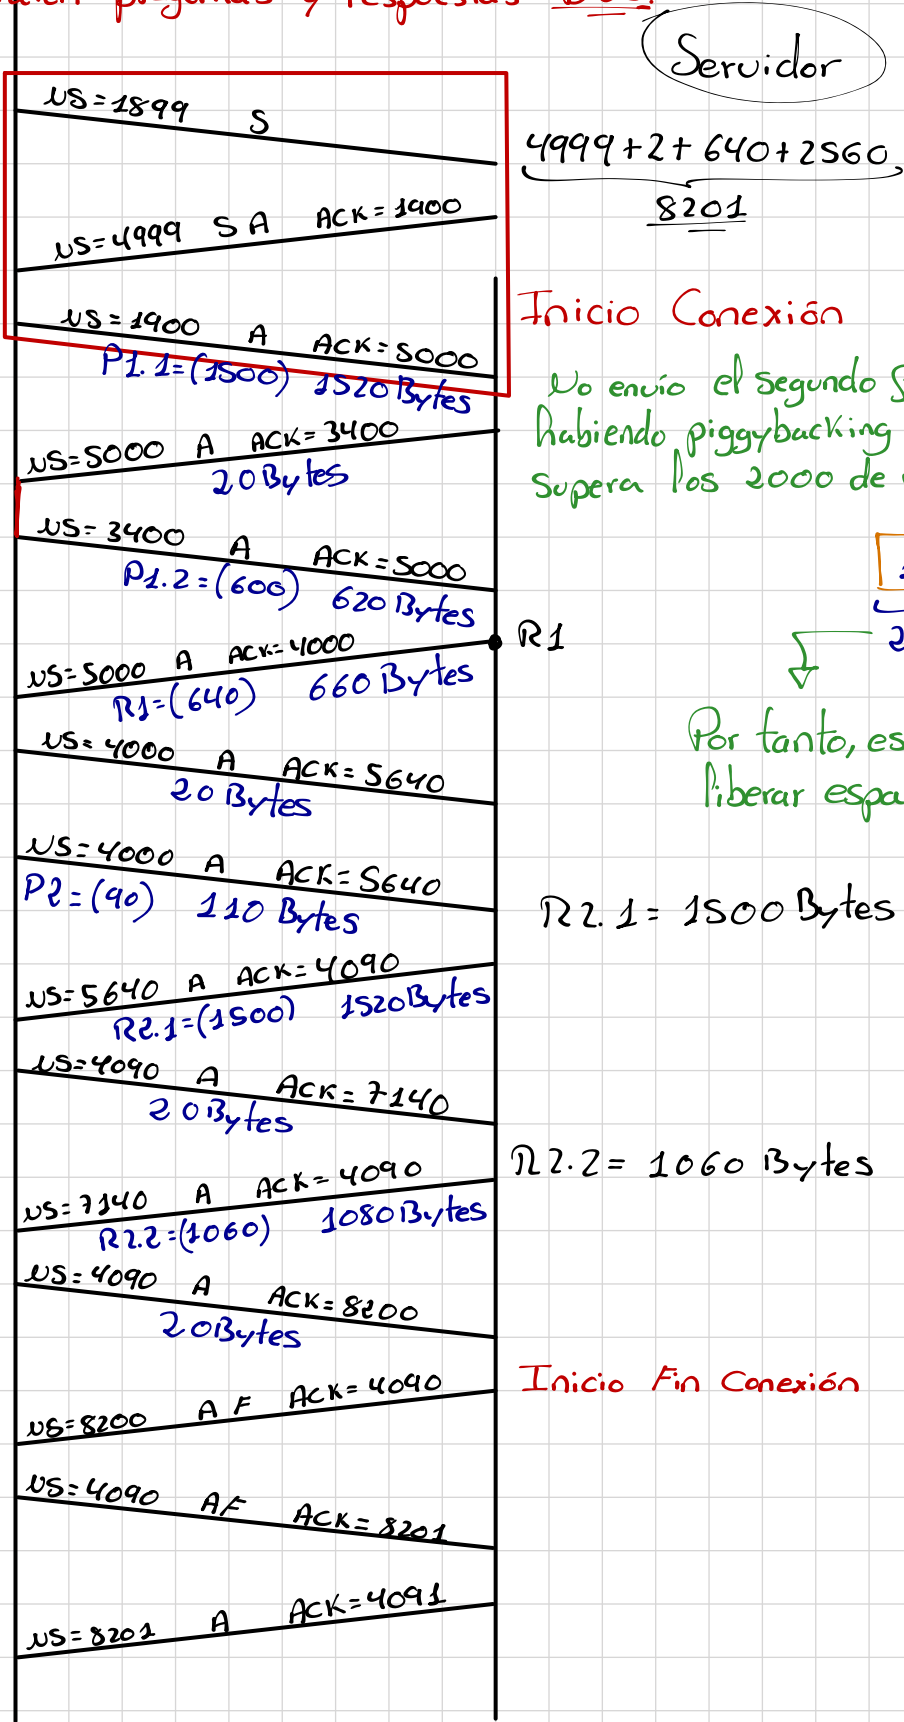 y
Servidor
NS=1899 S
4999+2+640+2560
8201
NS=4999 S A ACK=1900
Inicio Conexión
NS=1900 A ACK=5000
P1.1=(1500) 1520 Bytes
No envío el segundo S
habiendo piggybacking
supera los 2000 de
NS=5000 A ACK=3400
20 Bytes
NS=3400 A ACK=5000
P1.2=(600) 620 Bytes
R1
NS=5000 A ACK=4000
R1=(640) 660 Bytes
2
Por tanto, es
liberar espa
NS=4000 A ACK=5640
20 Bytes
NS=4000 A ACK=5640
P2=(90) 110 Bytes
R2.1= 1500 Bytes
NS=5640 A ACK=4090
R2.1=(1500) 1520 Bytes
NS=4090 A ACK=7140
20 Bytes
R2.2= 1060 Bytes
NS=7140 A ACK=4090
R2.2=(1060) 1080 Bytes
NS=4090 A ACK=8200
20 Bytes
Inicio Fin Conexión
NS=8200 A F ACK=4090
NS=4090 AF ACK=8201
NS=8201 A ACK=4091